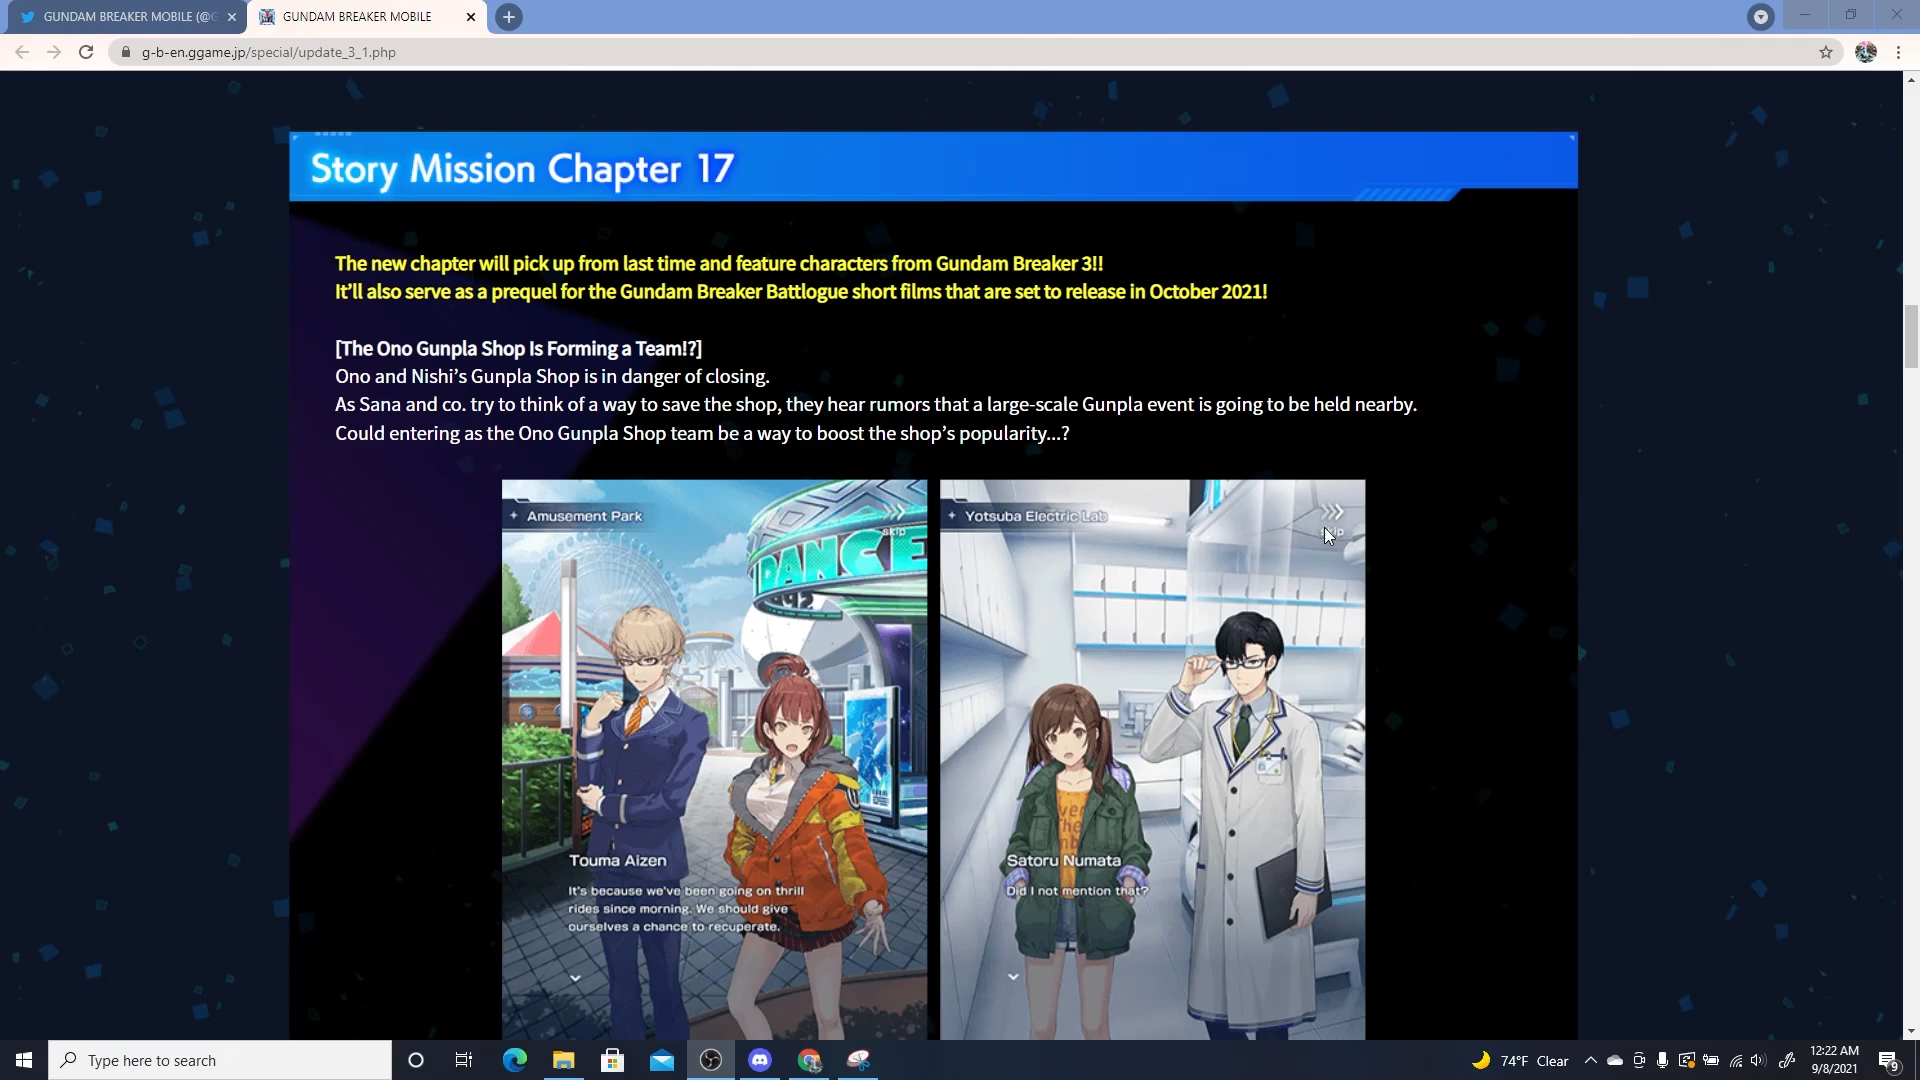 GUNDAM BREAKER MOBILE (@G
GUNDAM BREAKER MOBILE
g-b-en.ggame.jp/special/update_3_1.php
Story Mission Chapter 17
The new chapter will pick up from last time and feature characters from Gundam Breaker 3!!
It'll also serve as a prequel for the Gundam Breaker Battlogue short films that are set to release in October 2021!
[The Ono Gunpla Shop Is Forming a Team!?]
Ono and Nishi's Gunpla Shop is in danger of closing.
As Sana and co. try to think of a way to save the shop, they hear rumors that a large-scale Gunpla event is going to be held nearby.
Could entering as the Ono Gunpla Shop team be a way to boost the shop's popularity...?
Amusement Park
skip
DANCE
Touma Aizen
It's because we've been going on thrill
rides since morning. We should give
ourselves a chance to recuperate.
Yotsuba Electric Lab
Satoru Numata
Did I not mention that?
Type here to search
74°F Clear
12:22 AM
9/8/2021
9